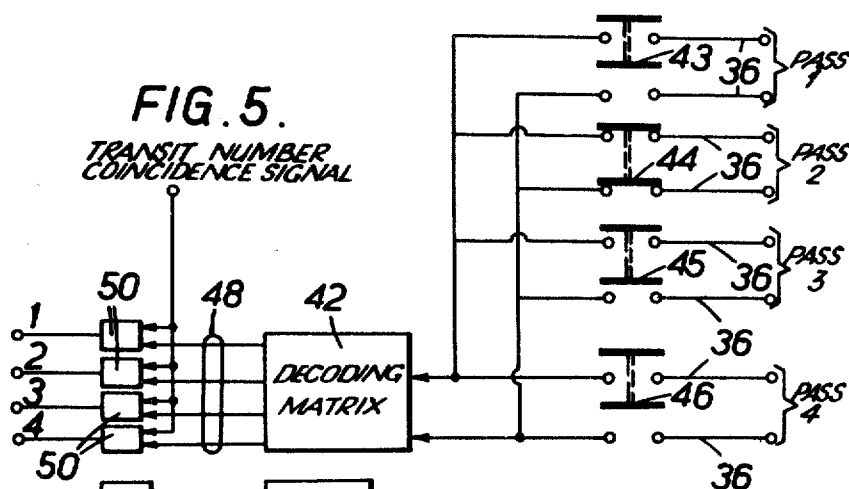 FIG. 5.
TRANSIT NUMBER
COINCIDENCE SIGNAL
43
36
PASS
1
36
44
36
PASS
2
45
36
PASS
3
36
46
36
PASS
4
36
50
48
42
1
2
3
4
DECODING
MATRIX
50